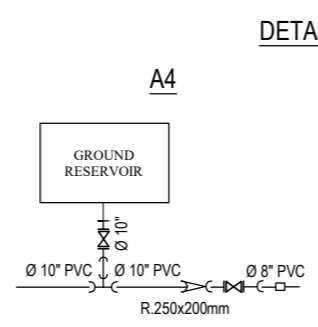 DETA
A4
GROUND
RESERVOIR
Ø 10"
Ø 10" PVC Ø 10" PVC Ø 8" PVC
R.250x200mm